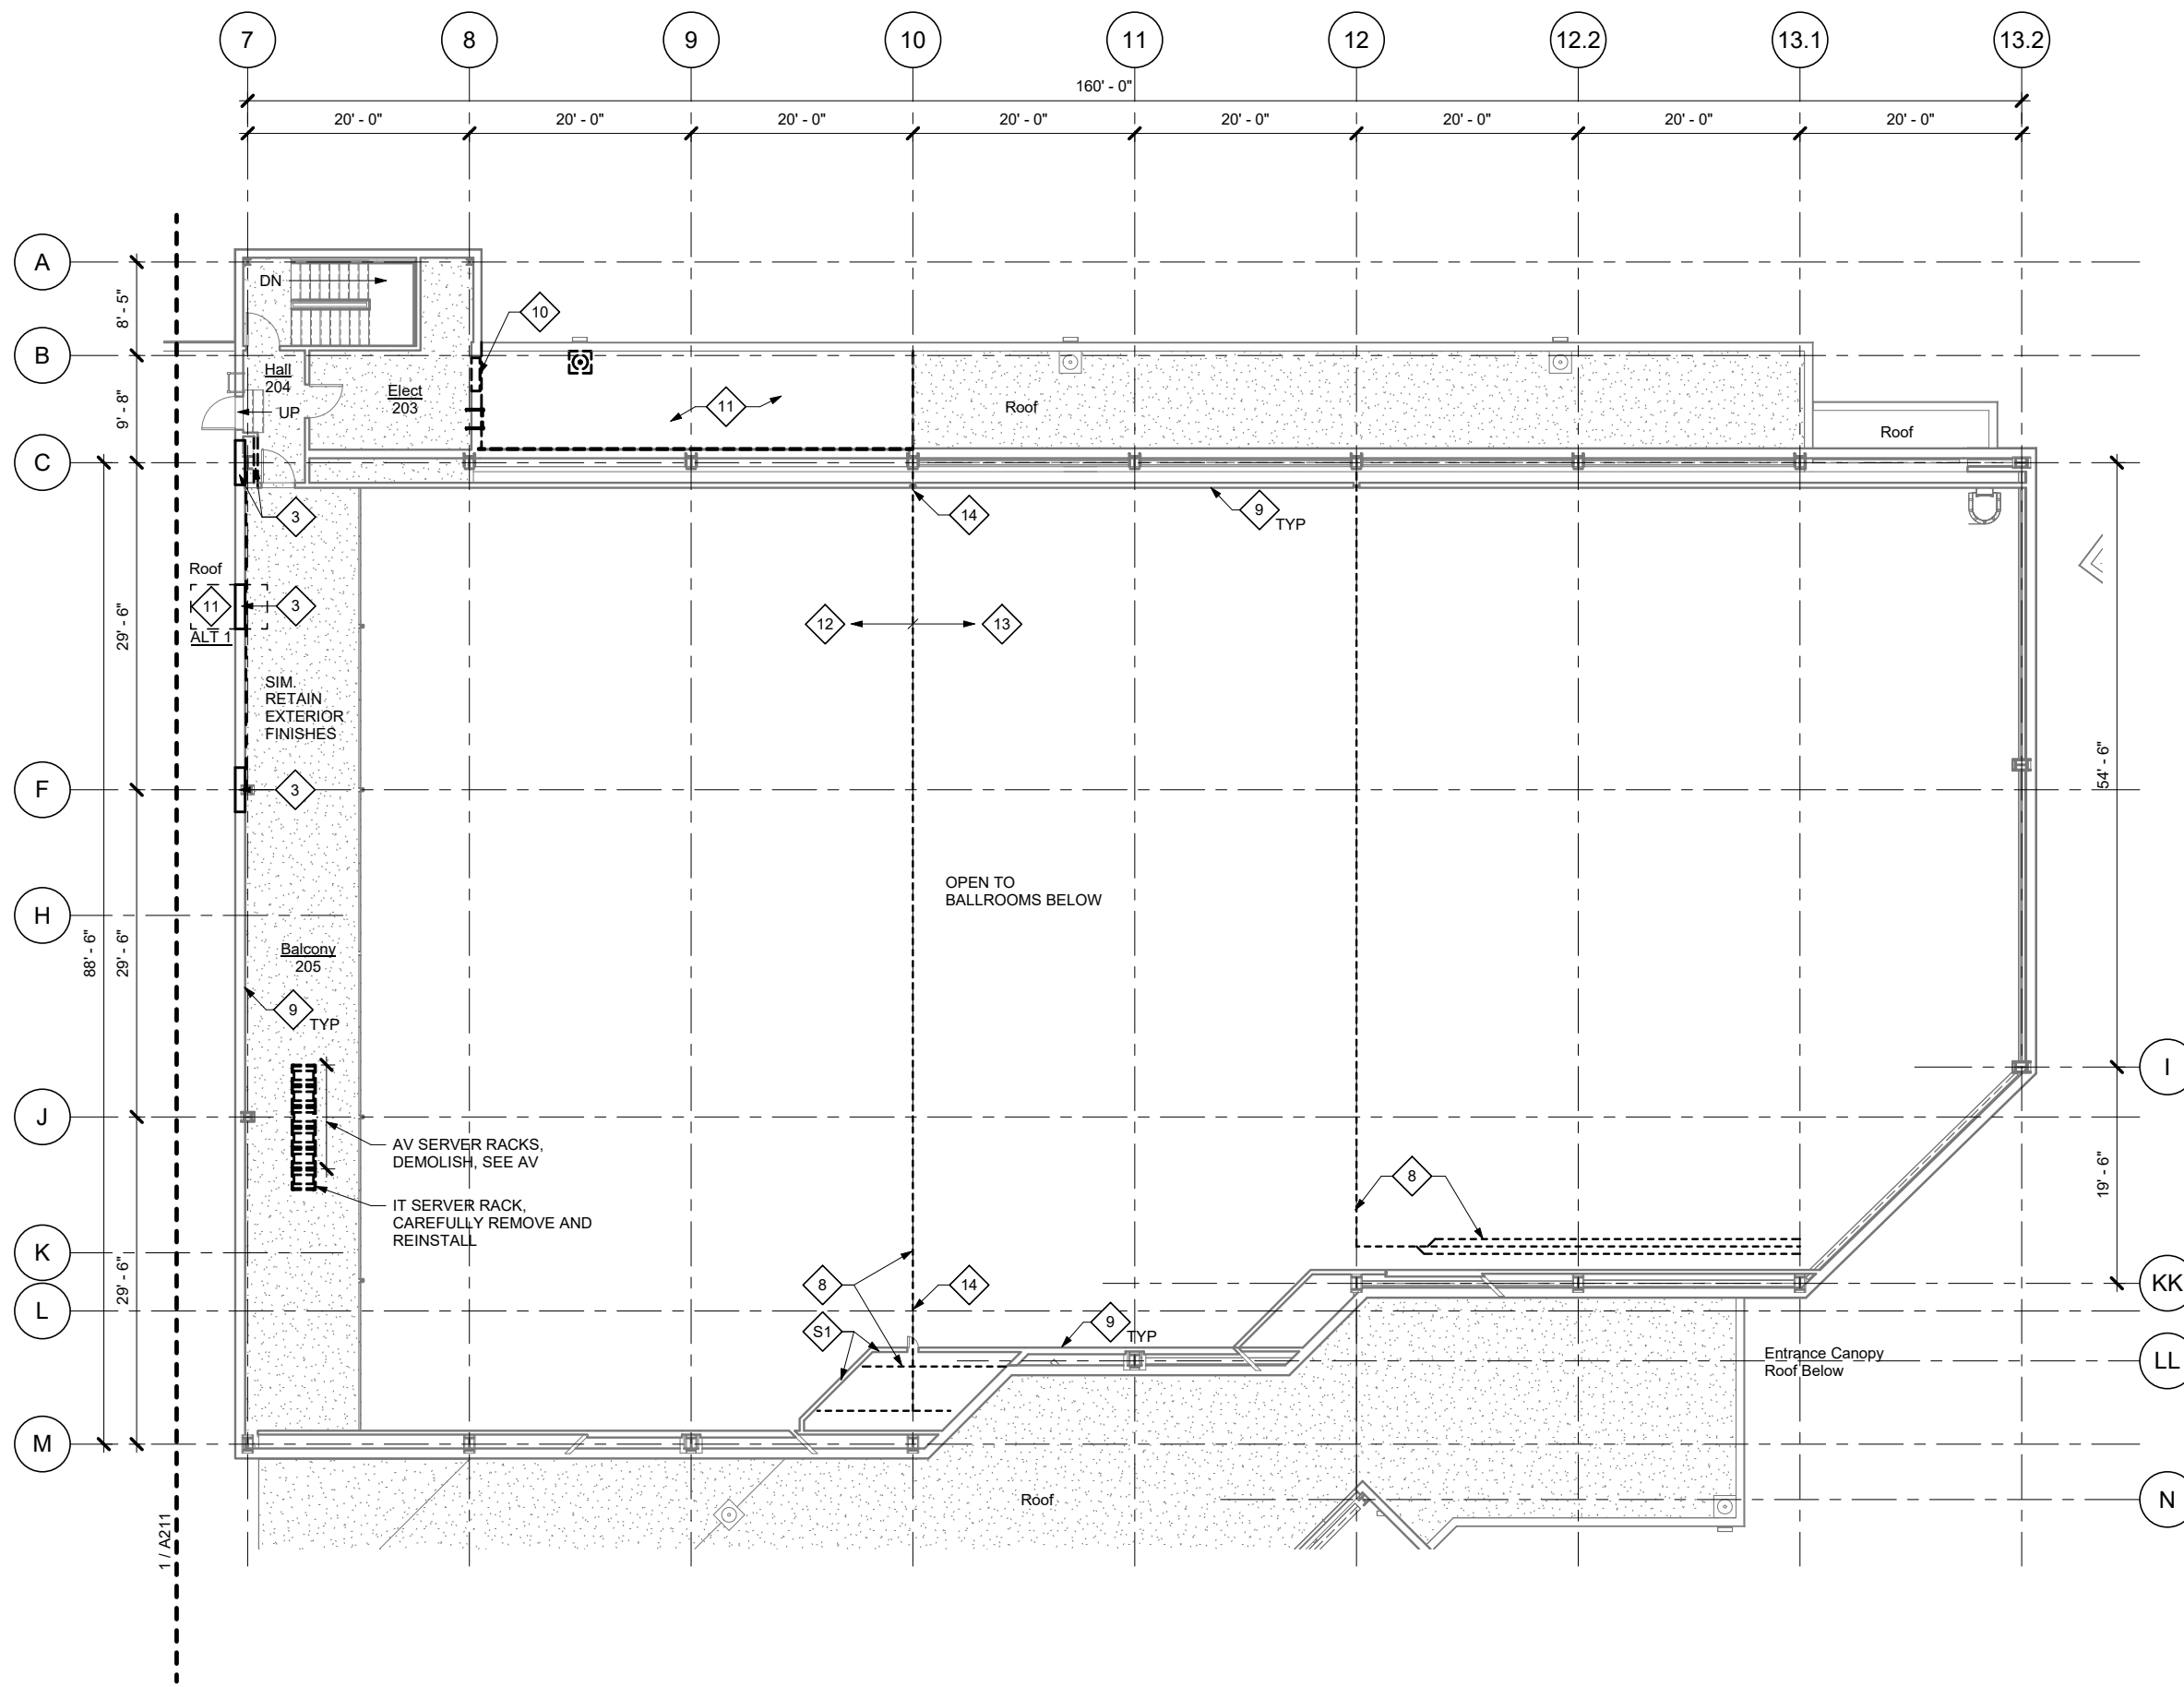 7
8
9
10
11
12
12.2
13.1
13.2
160' - 0"
20' - 0"
20' - 0"
20' - 0"
20' - 0"
20' - 0"
20' - 0"
20' - 0"
20' - 0"
A
DN
8' - 5"
10
B
Hall
204
Elect
203
UP
9' - 8"
11
Roof
Roof
C
3
14
9
TYP
Roof
11
3
ALT 1
12
13
29' - 6"
SIM.
RETAIN
EXTERIOR
FINISHES
54' - 6"
F
3
OPEN TO
BALLROOMS BELOW
H
88' - 6"
29' - 6"
Balcony
205
9
TYP
I
J
AV SERVER RACKS,
DEMOLISH, SEE AV
8
19' - 6"
IT SERVER RACK,
CAREFULLY REMOVE AND
REINSTALL
K
29' - 6"
8
14
KK
L
S1
9
TYP
Entrance Canopy
Roof Below
LL
M
Roof
N
1 / A211